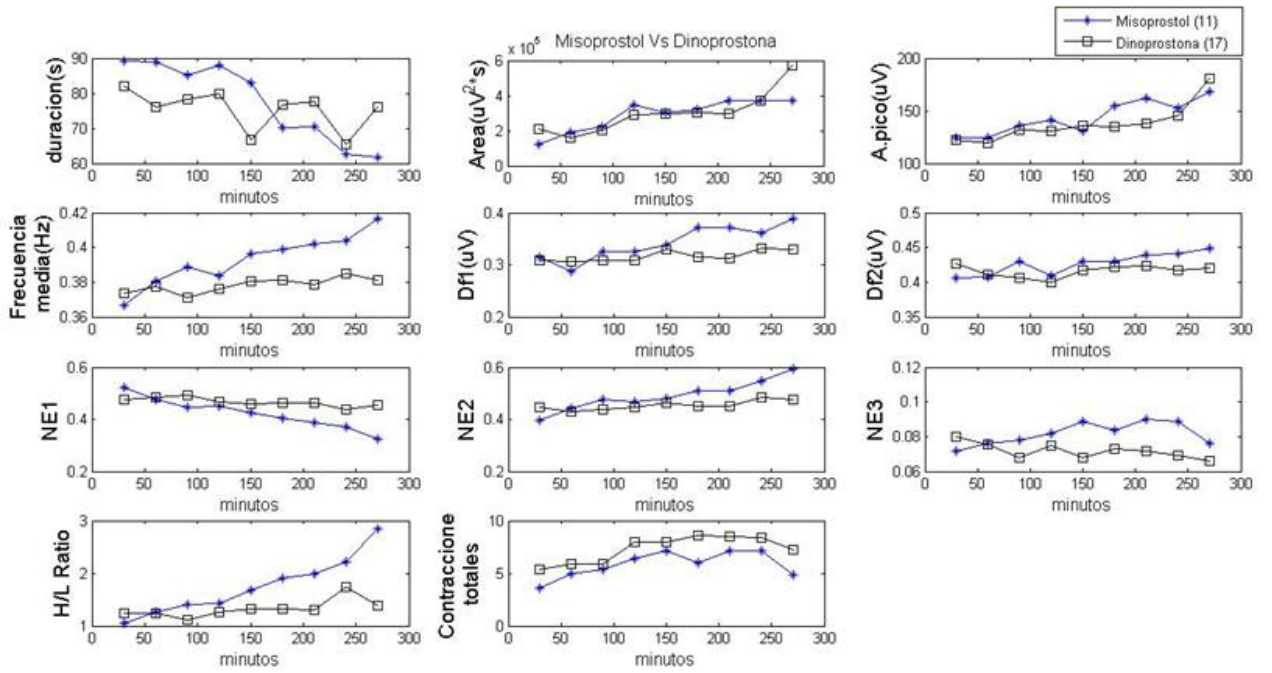 Misoprostol (11)
Dinoprostona (17)
Misoprostol Vs Dinoprostona
90
80
70
60
duracion(s)
0 50 100 150 200 250 300
minutos
x 10^5
6
4
2
0
Area(uV^2*s)
0 50 100 150 200 250 300
minutos
200
150
100
A.pico(uV)
0 50 100 150 200 250 300
minutos
0.42
0.4
0.38
0.36
Frecuencia
media(Hz)
0 50 100 150 200 250 300
minutos
0.4
0.3
0.2
Df1(uV)
0 50 100 150 200 250 300
minutos
0.5
0.45
0.4
0.35
Df2(uV)
0 50 100 150 200 250 300
minutos
0.6
0.4
0.2
NE1
0 50 100 150 200 250 300
minutos
0.6
0.4
0.2
NE2
0 50 100 150 200 250 300
minutos
0.12
0.1
0.08
0.06
NE3
0 50 100 150 200 250 300
minutos
3
2
1
H/L Ratio
0 50 100 150 200 250 300
minutos
10
5
0
Contraccione
totales
0 50 100 150 200 250 300
minutos